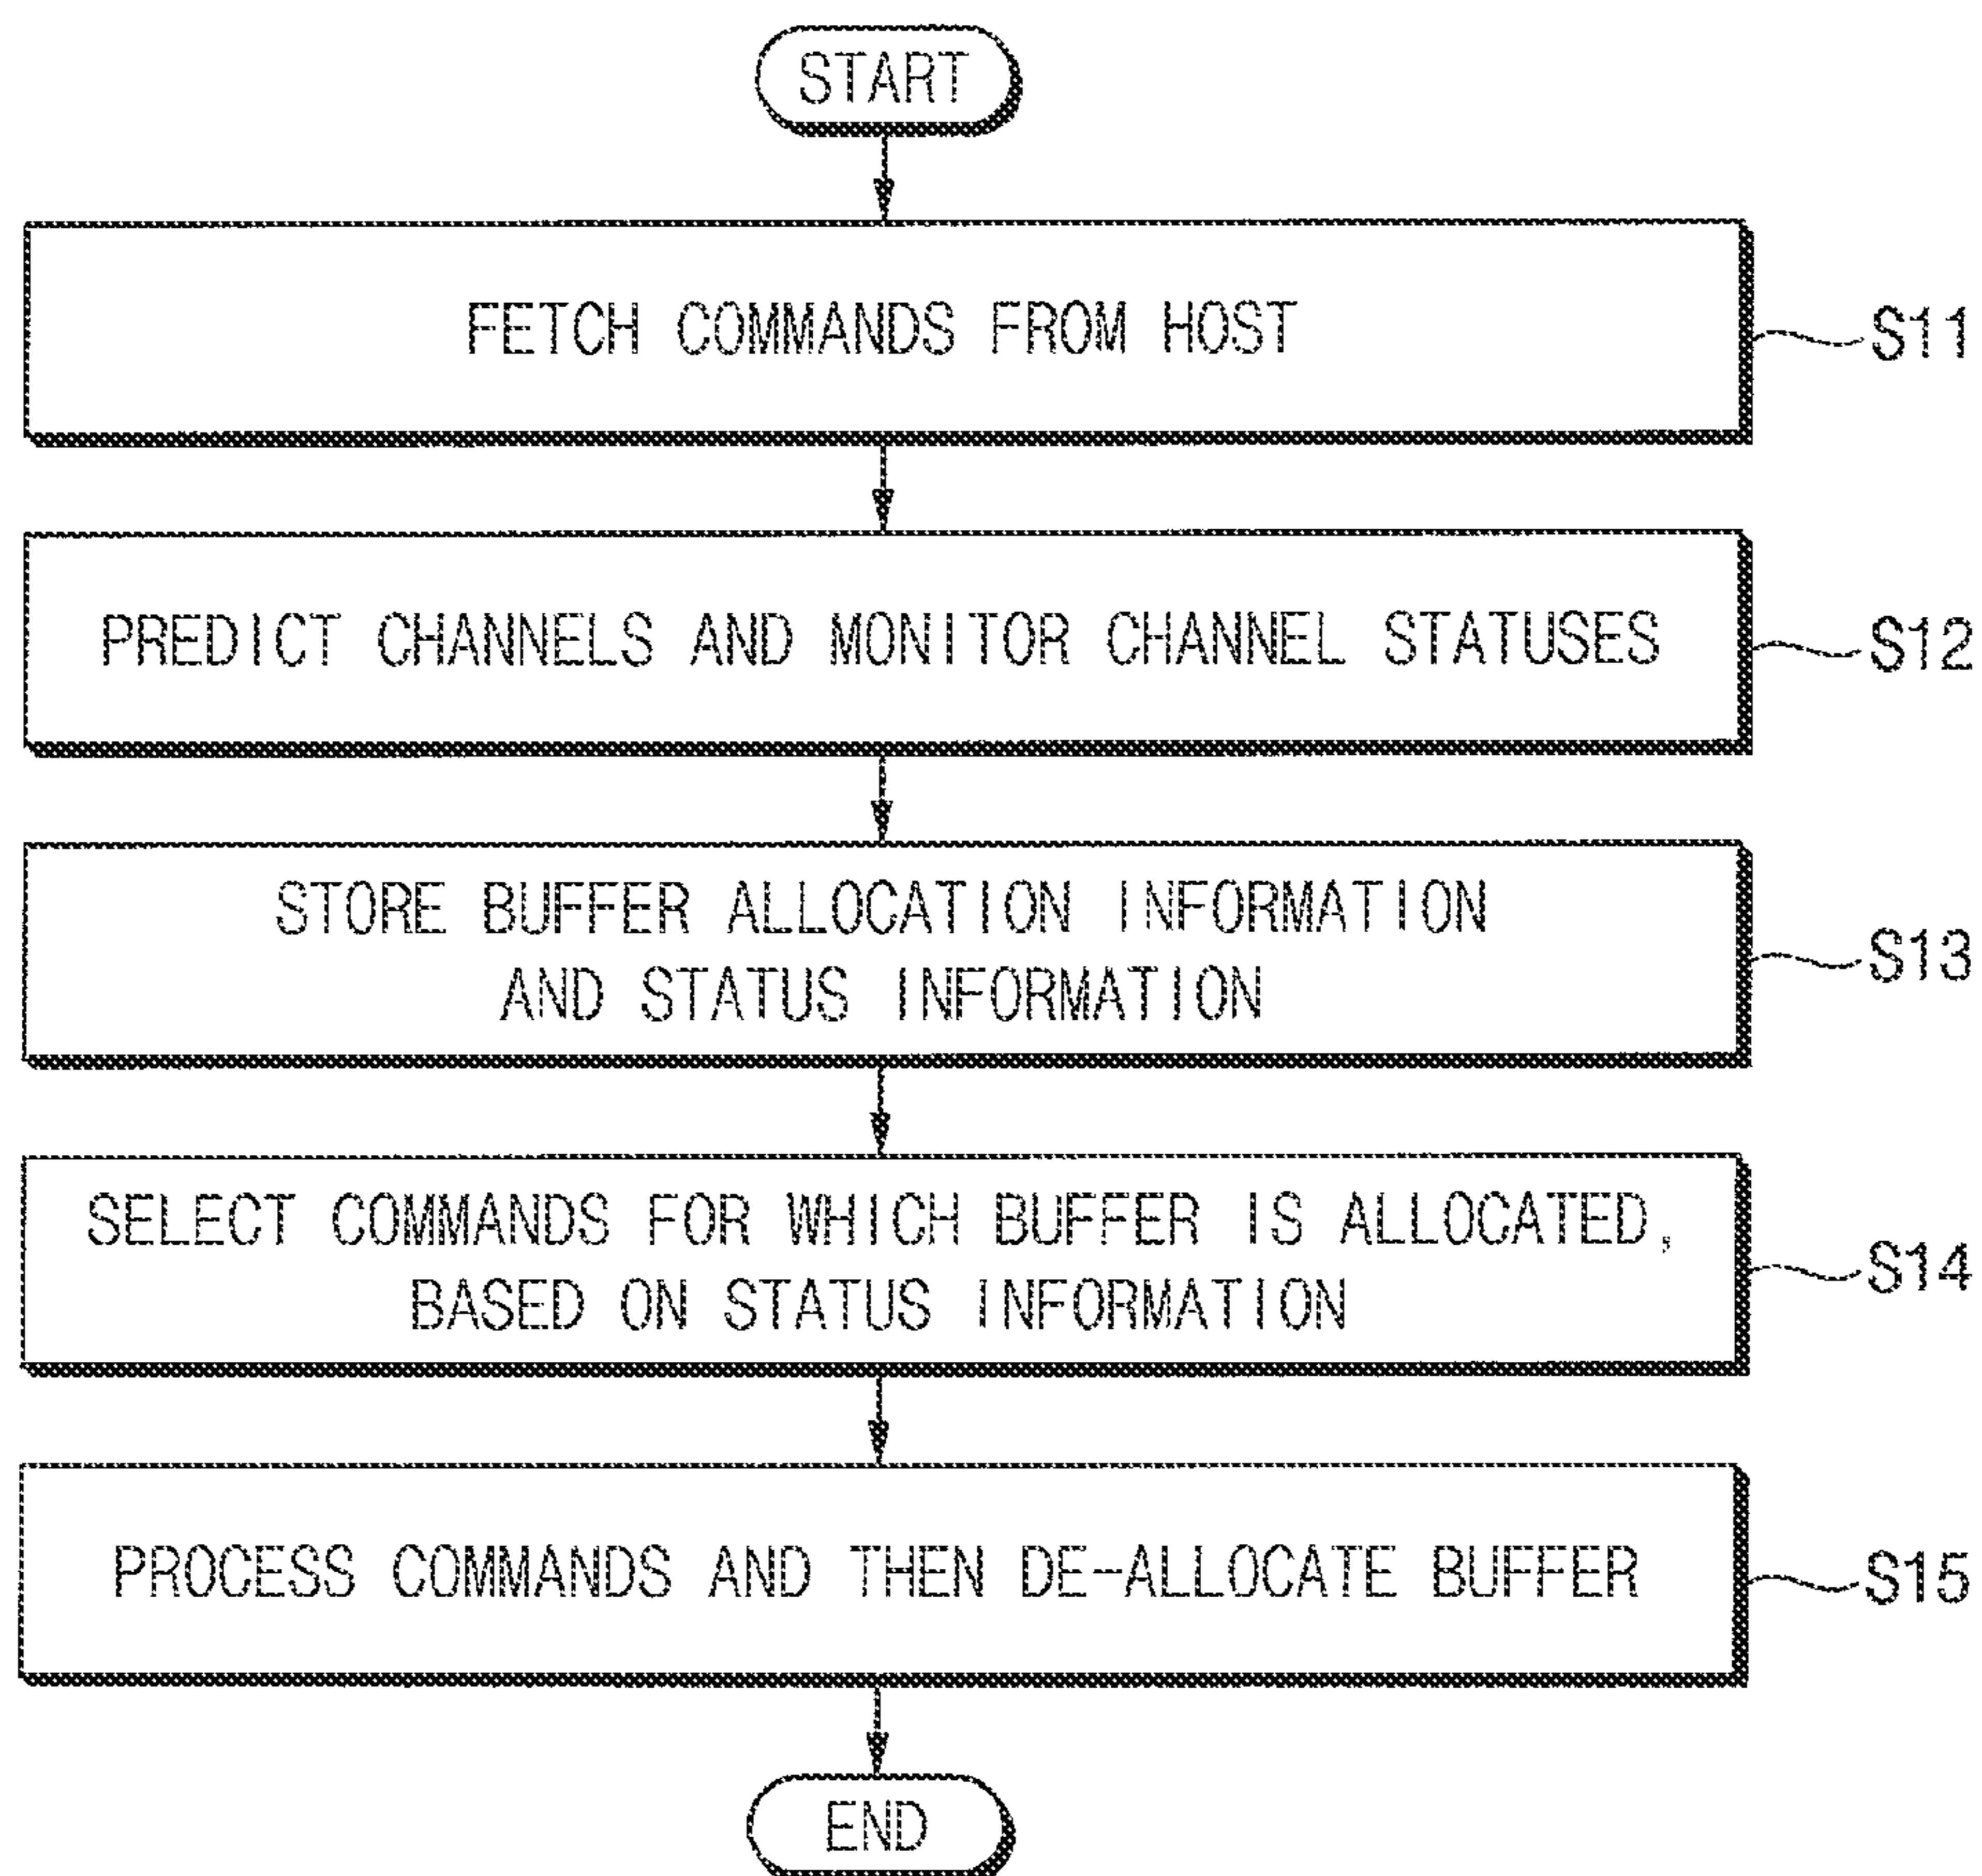 START
FETCH COMMANDS FROM HOST
S11
PREDICT CHANNELS AND MONITOR CHANNEL STATUSES
S12
STORE BUFFER ALLOCATION INFORMATION
AND STATUS INFORMATION
S13
SELECT COMMANDS FOR WHICH BUFFER IS ALLOCATED,
BASED ON STATUS INFORMATION
S14
PROCESS COMMANDS AND THEN DE-ALLOCATE BUFFER
S15
END